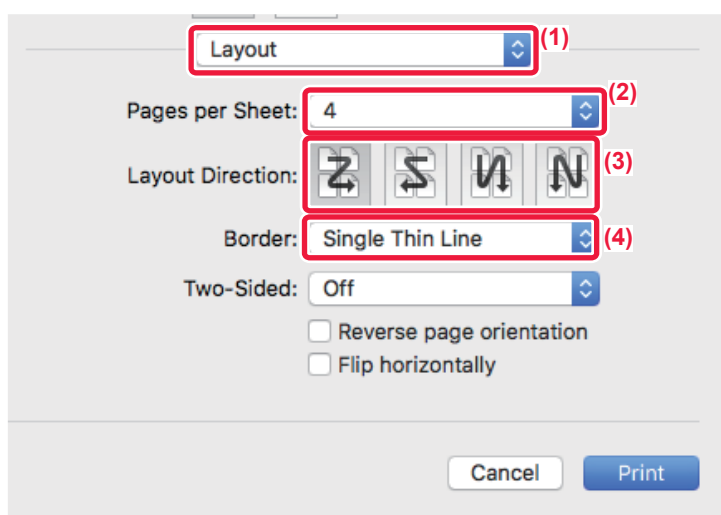 Layout (1)
Pages per Sheet: 4 (2)
Layout Direction: (3)
Border: Single Thin Line (4)
Two-Sided: Off
Reverse page orientation
Flip horizontally
Cancel Print